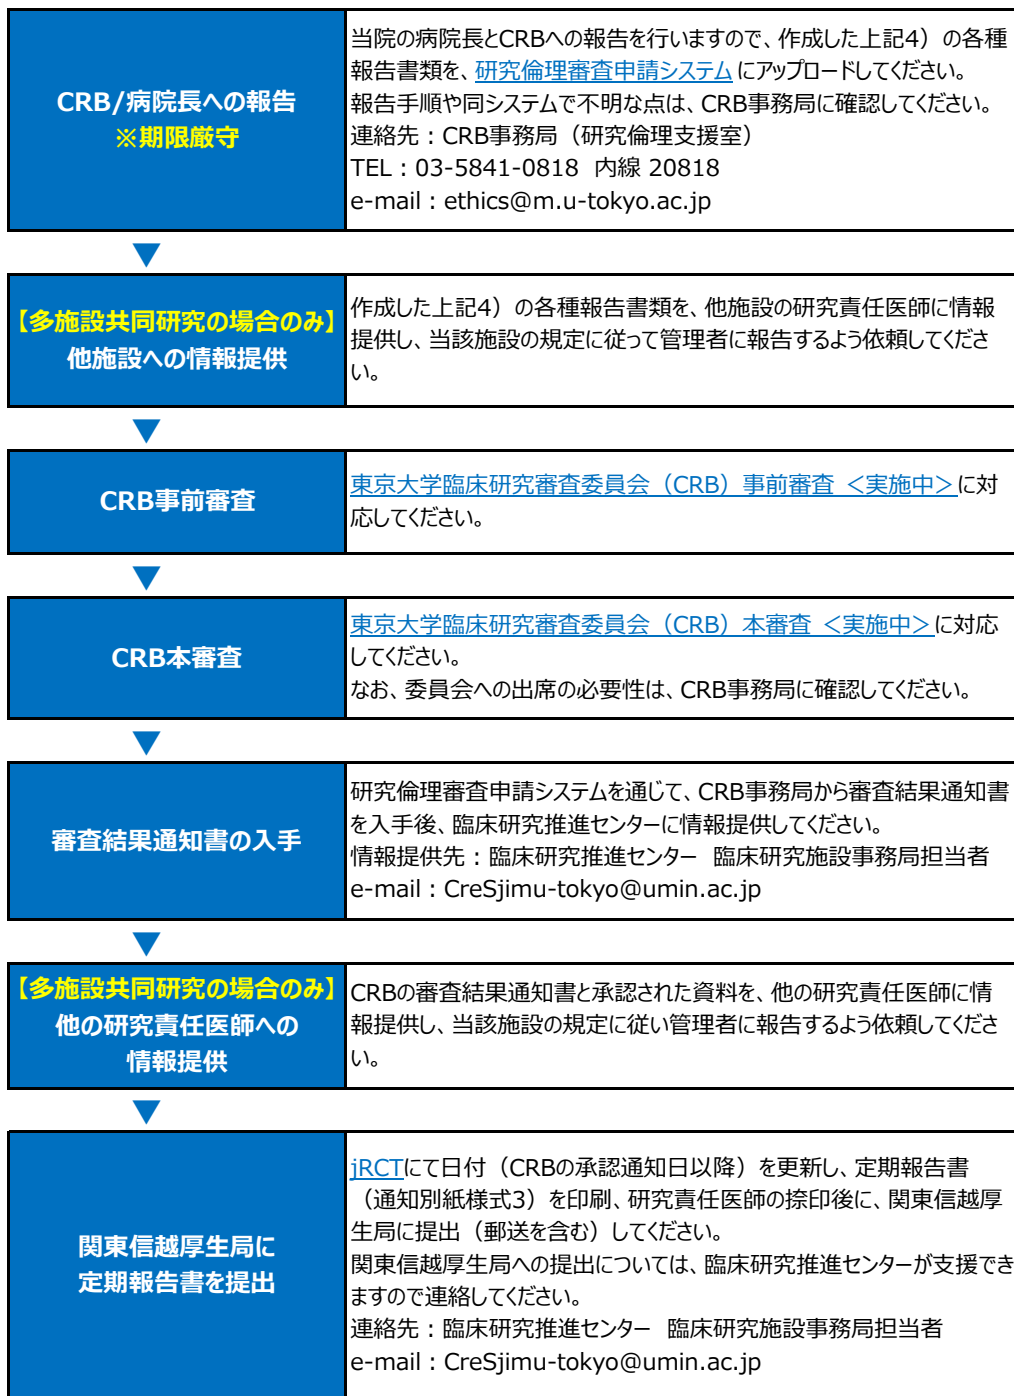 CRB/病院長への報告
※期限厳守
当院の病院長とCRBへの報告を行いますので、作成した上記4）の各種
報告書類を、研究倫理審査申請システム にアップロードしてください。
報告手順や同システムで不明な点は、CRB事務局に確認してください。
連絡先：CRB事務局（研究倫理支援室）
TEL：03-5841-0818 内線 20818
e-mail：ethics@m.u-tokyo.ac.jp
【多施設共同研究の場合のみ】
他施設への情報提供
作成した上記4）の各種報告書類を、他施設の研究責任医師に情報
提供し、当該施設の規定に従って管理者に報告するよう依頼してくださ
い。
CRB事前審査
東京大学臨床研究審査委員会（CRB）事前審査 ＜実施中＞に対
応してください。
CRB本審査
東京大学臨床研究審査委員会（CRB）本審査 ＜実施中＞に対応
してください。
なお、委員会への出席の必要性は、CRB事務局に確認してください。
審査結果通知書の入手
研究倫理審査申請システムを通じて、CRB事務局から審査結果通知書
を入手後、臨床研究推進センターに情報提供してください。
情報提供先：臨床研究推進センター 臨床研究施設事務局担当者
e-mail：CreSjimu-tokyo@umin.ac.jp
【多施設共同研究の場合のみ】
他の研究責任医師への
情報提供
CRBの審査結果通知書と承認された資料を、他の研究責任医師に情
報提供し、当該施設の規定に従い管理者に報告するよう依頼してくださ
い。
関東信越厚生局に
定期報告書を提出
jRCTにて日付（CRBの承認通知日以降）を更新し、定期報告書
（通知別紙様式3）を印刷、研究責任医師の捺印後に、関東信越厚
生局に提出（郵送を含む）してください。
関東信越厚生局への提出については、臨床研究推進センターが支援でき
ますので連絡してください。
連絡先：臨床研究推進センター 臨床研究施設事務局担当者
e-mail：CreSjimu-tokyo@umin.ac.jp